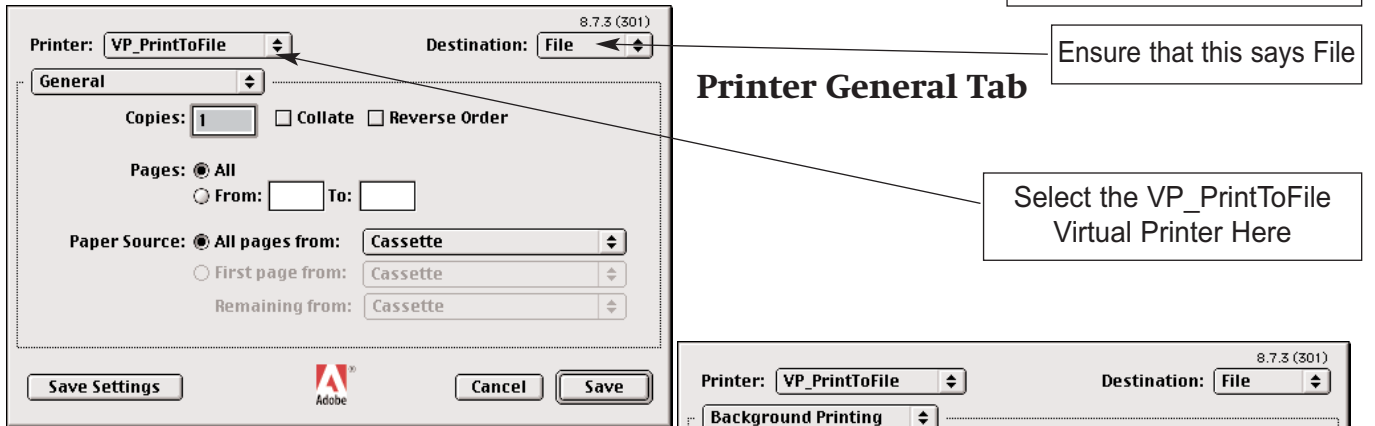 8.7.3 (301)
Printer: VP_PrintToFile Destination: File
General
Copies: 1 Collate Reverse Order
Pages: All
From: To:
Paper Source: All pages from: Cassette
First page from: Cassette
Remaining from: Cassette
Save Settings Adobe® Cancel Save
Ensure that this says File
Printer General Tab
Select the VP_PrintToFile
Virtual Printer Here
8.7.3 (301)
Printer: VP_PrintToFile Destination: File
Background Printing